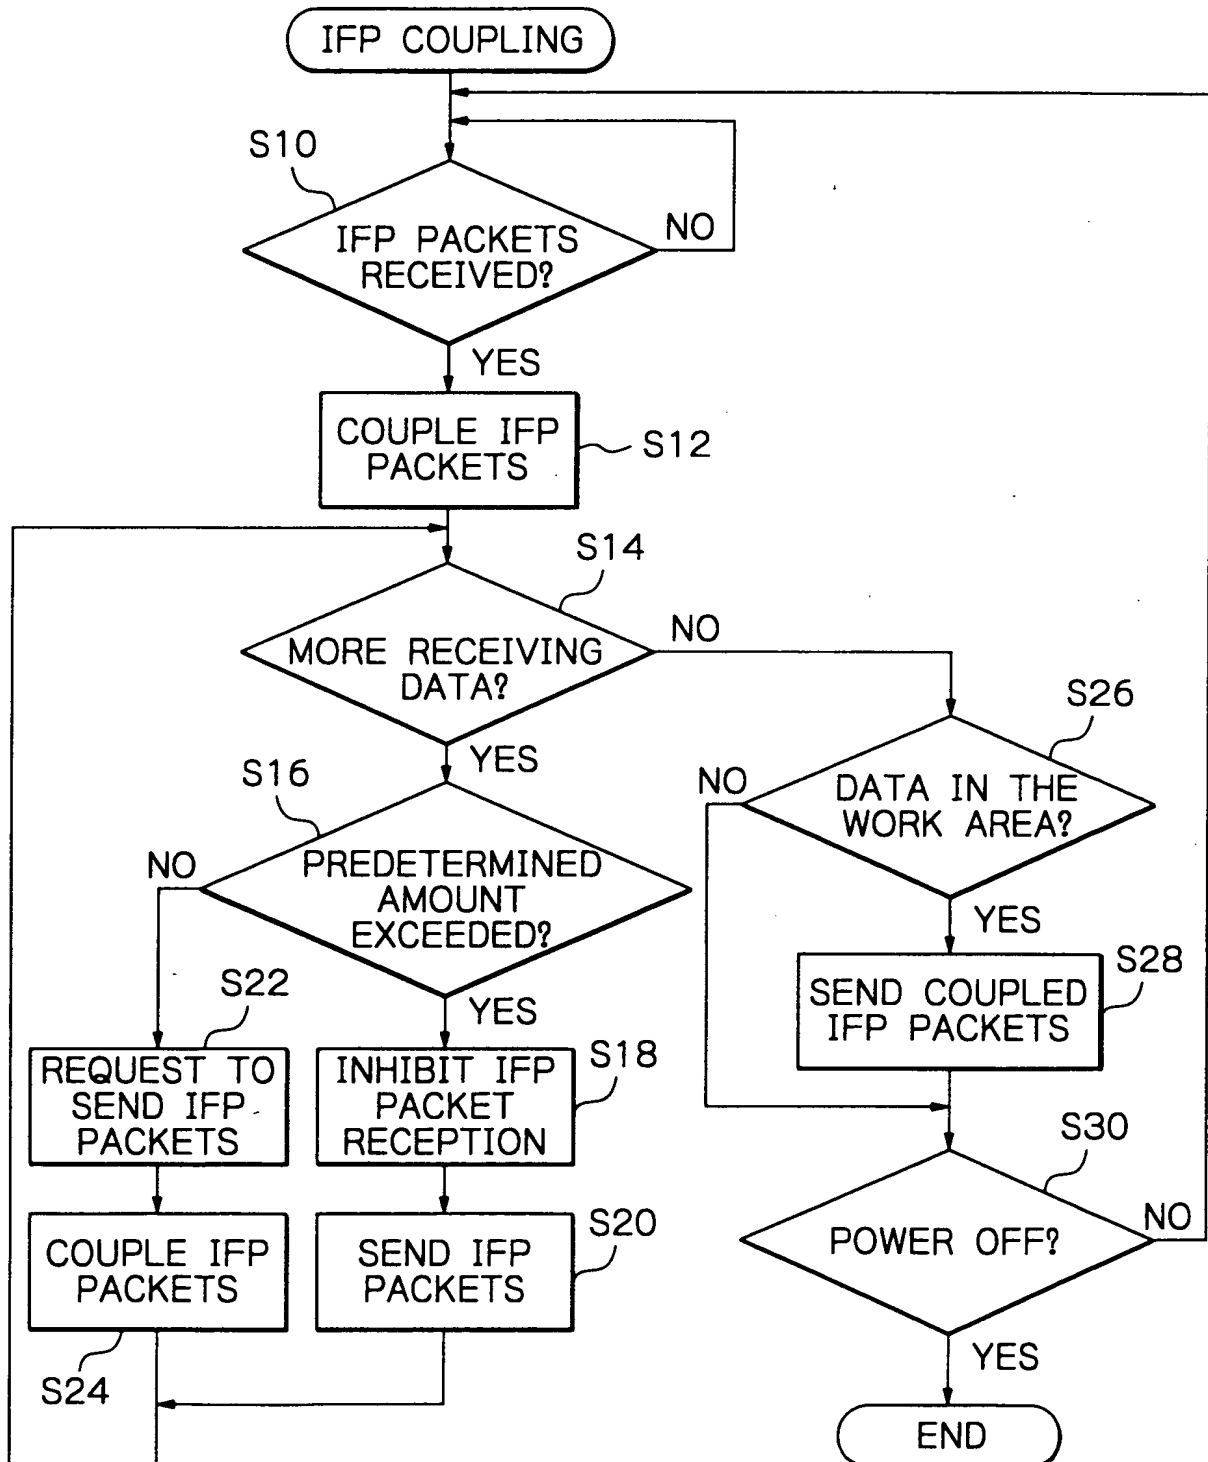 IFP COUPLING
S10
IFP PACKETS
RECEIVED?
NO
YES
COUPLE IFP
PACKETS
S12
S14
MORE RECEIVING
DATA?
NO
YES
S16
PREDETERMINED
AMOUNT
EXCEEDED?
NO
YES
S22
REQUEST TO
SEND IFP
PACKETS
S18
INHIBIT IFP
PACKET
RECEPTION
COUPLE IFP
PACKETS
S24
S20
SEND IFP
PACKETS
S26
DATA IN THE
WORK AREA?
NO
YES
S28
SEND COUPLED
IFP PACKETS
S30
POWER OFF?
NO
YES
END